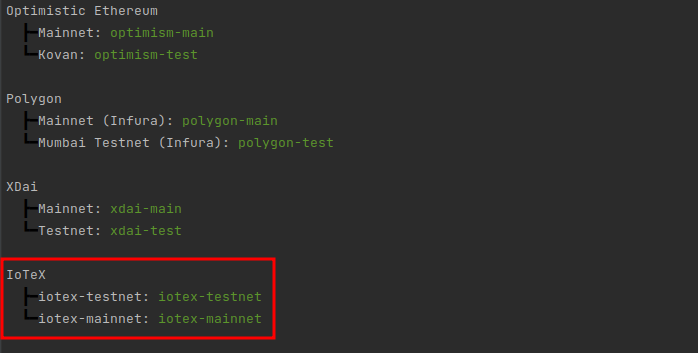 Optimistic Ethereum
├─Mainnet: optimism-main
└─Kovan: optimism-test
Polygon
├─Mainnet (Infura): polygon-main
└─Mumbai Testnet (Infura): polygon-test
XDai
├─Mainnet: xdai-main
└─Testnet: xdai-test
IoTeX
├─iotex-testnet: iotex-testnet
└─iotex-mainnet: iotex-mainnet